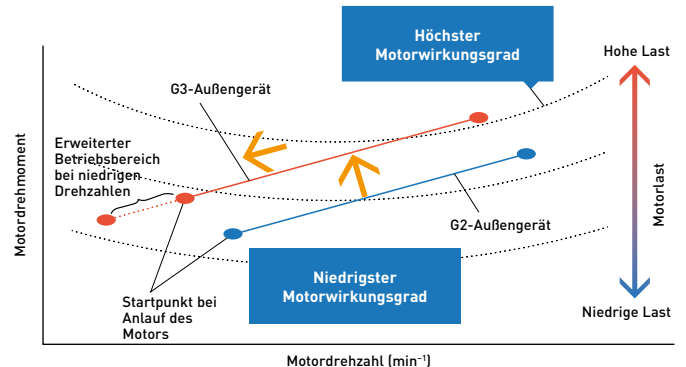 Höchster
Motorwirkungsgrad
Hohe Last
G3-Außengerät
Erweiterter
Betriebsbereich
bei niedrigen
Drehzahlen
Motordrehmoment
Motorlast
G2-Außengerät
Niedrigster
Motorwirkungsgrad
Startpunkt bei
Anlauf des
Motors
Niedrige Last
Motordrehzahl (min⁻¹)